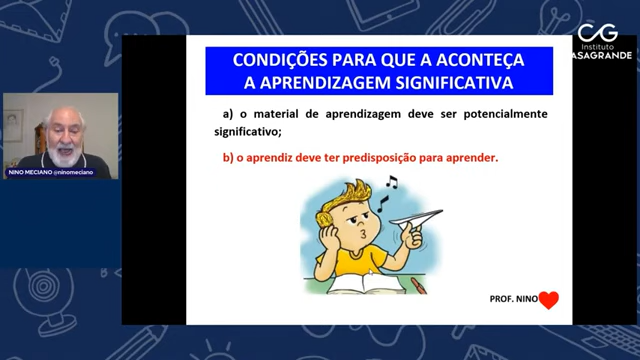 CG
Instituto
CASAGRANDE
CONDIÇÕES PARA QUE A ACONTEÇA
A APRENDIZAGEM SIGNIFICATIVA
a) o material de aprendizagem deve ser potencialmente
significativo;
b) o aprendiz deve ter predisposição para aprender.
NINO MECIANO @ninomeciano
PROF. NINO